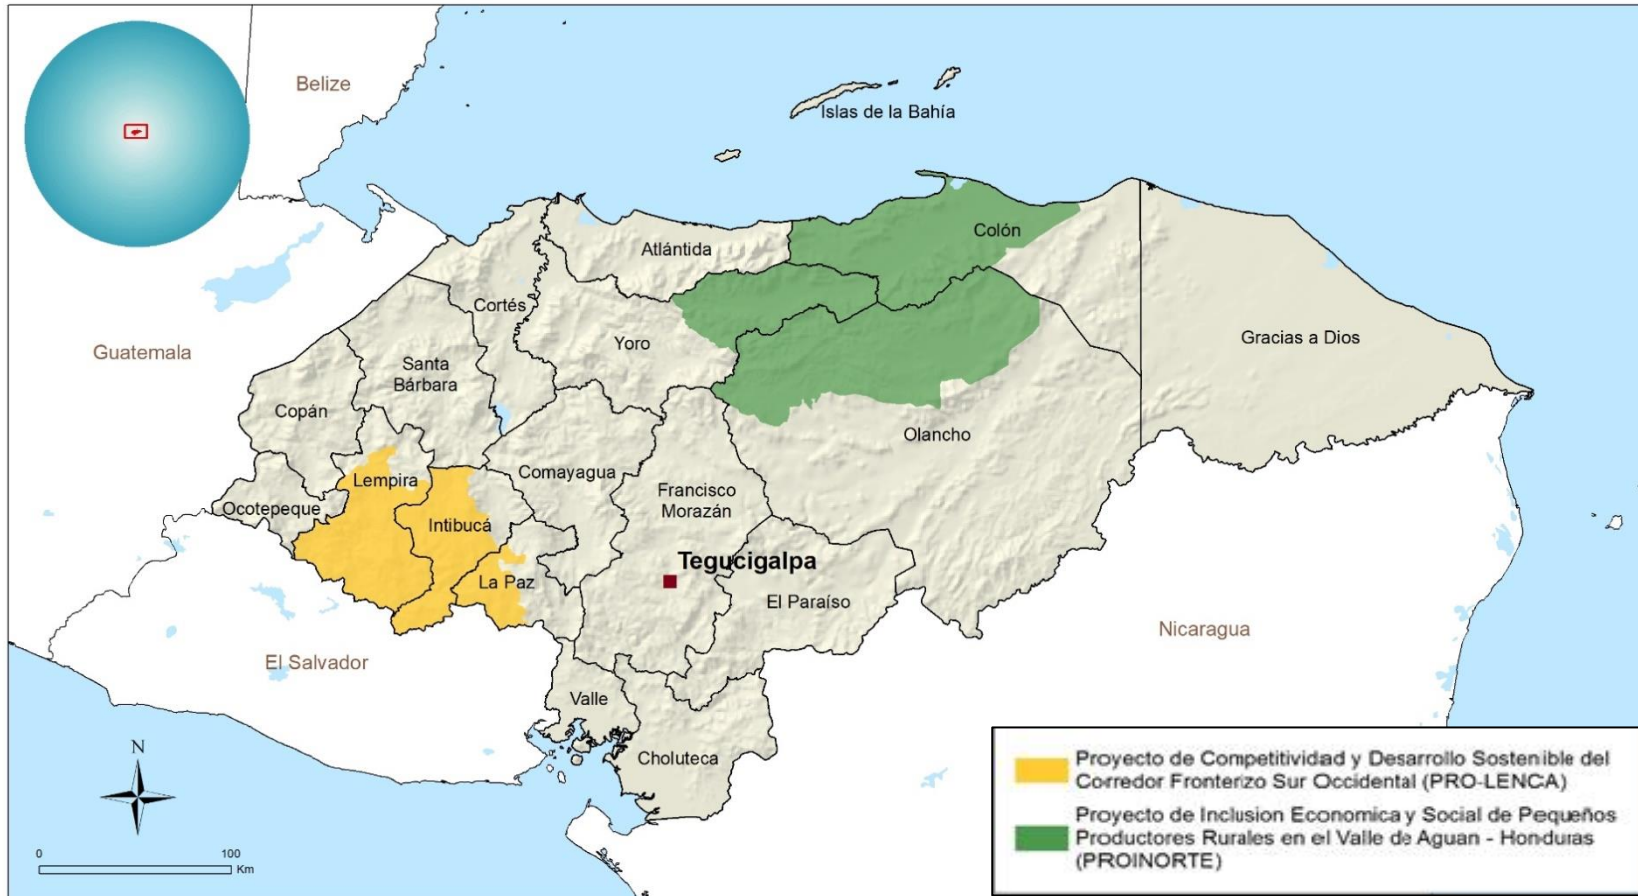 Belize
Islas de la Bahía
Colón
Atlántida
Cortés
Gracias a Dios
Yoro
Guatemala
Santa
Bárbara
Copán
Olancho
Comayagua
Lempira
Francisco
Morazán
Ocotepeque
Intibucá
Tegucigalpa
La Paz
El Paraíso
Nicaragua
El Salvador
Valle
Choluteca
N
0 100
Km
Proyecto de Competitividad y Desarrollo Sostenible del
Corredor Fronterizo Sur Occidental (PRO-LENCA)
Proyecto de Inclusion Economica y Social de Pequeños
Productores Rurales en el Valle de Aguan - Honduras
(PROINORTE)